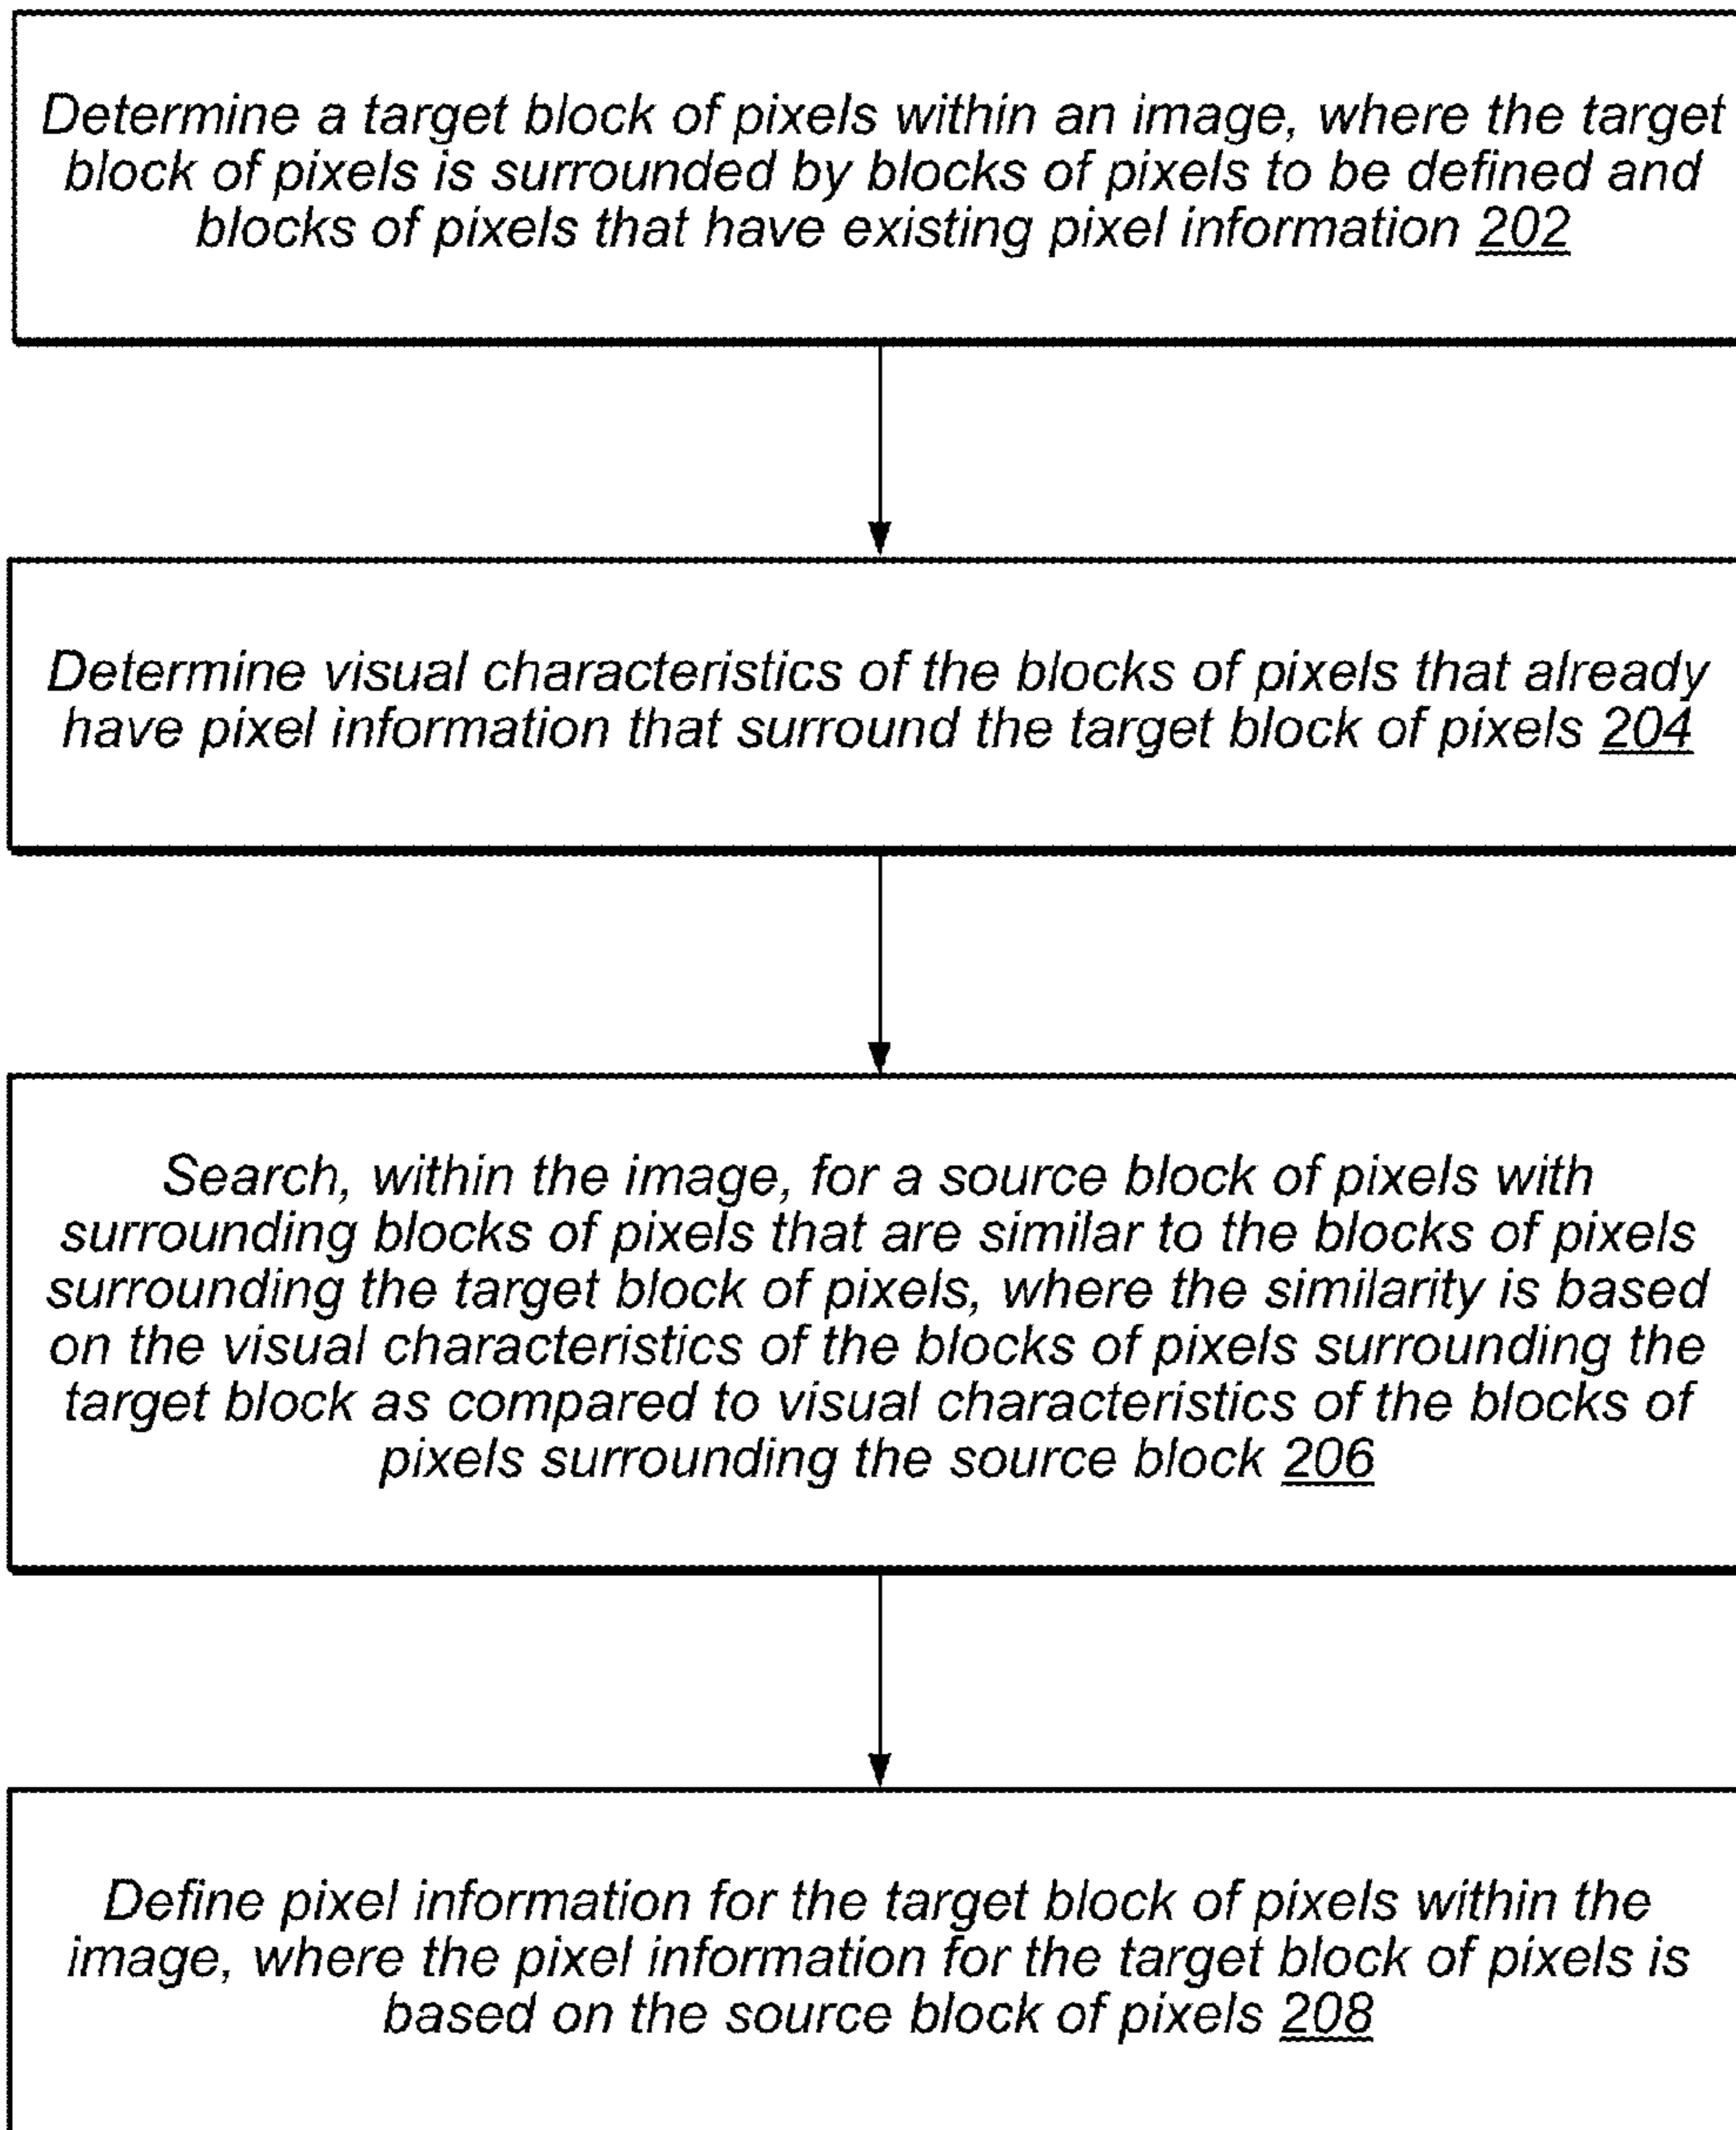 Determine a target block of pixels within an image, where the target
block of pixels is surrounded by blocks of pixels to be defined and
blocks of pixels that have existing pixel information 202
Determine visual characteristics of the blocks of pixels that already
have pixel information that surround the target block of pixels 204
Search, within the image, for a source block of pixels with
surrounding blocks of pixels that are similar to the blocks of pixels
surrounding the target block of pixels, where the similarity is based
on the visual characteristics of the blocks of pixels surrounding the
target block as compared to visual characteristics of the blocks of
pixels surrounding the source block 206
Define pixel information for the target block of pixels within the
image, where the pixel information for the target block of pixels is
based on the source block of pixels 208